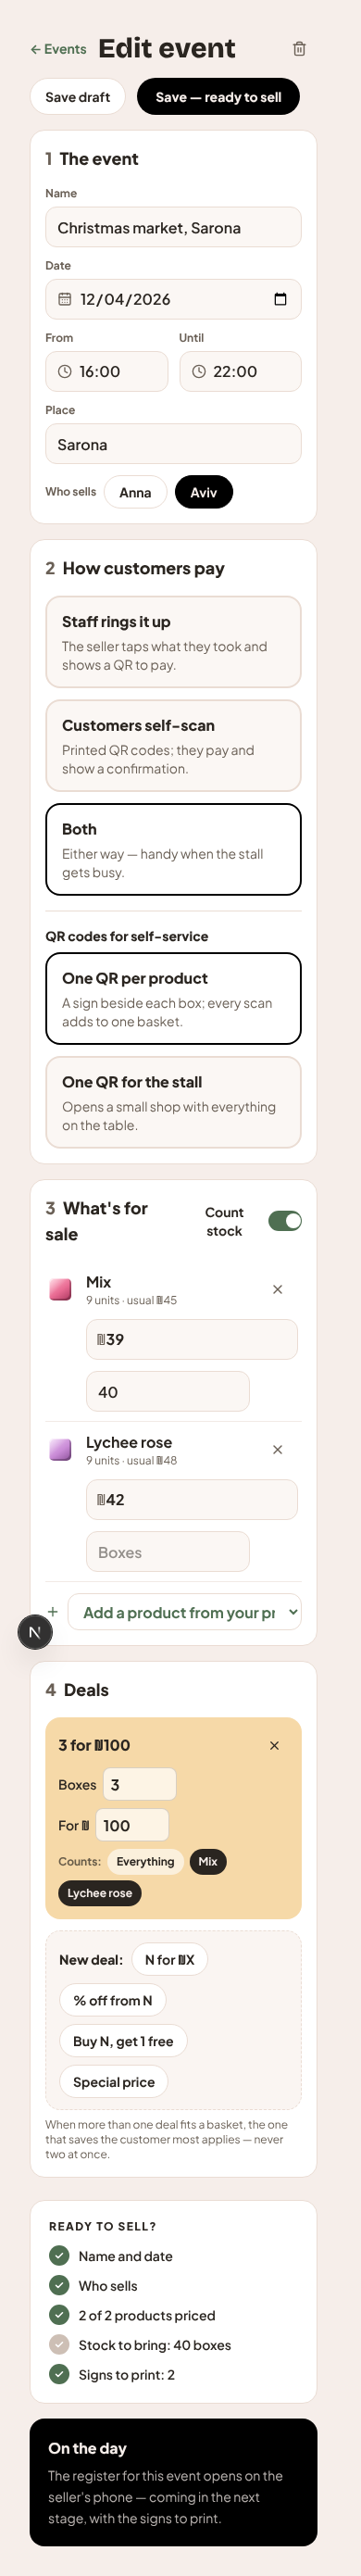 ← Events Edit event
Save draft Save — ready to sell
1 The event
Name
Christmas market, Sarona
Date
12/04/2026
From Until
16:00 22:00
Place
Sarona
Who sells Anna Aviv
2 How customers pay
Staff rings it up
The seller taps what they took and
shows a QR to pay.
Customers self-scan
Printed QR codes; they pay and
show a confirmation.
Both
Either way — handy when the stall
gets busy.
QR codes for self-service
One QR per product
A sign beside each box; every scan
adds to one basket.
One QR for the stall
Opens a small shop with everything
on the table.
3 What's for
sale
Count
stock
Mix
9 units · usual ₪45
₪39
40
Lychee rose
9 units · usual ₪48
₪42
Boxes
+ Add a product from your pr
N
4 Deals
3 for ₪100
Boxes 3
For ₪ 100
Counts: Everything Mix
Lychee rose
New deal: N for ₪X
% off from N
Buy N, get 1 free
Special price
When more than one deal fits a basket, the one
that saves the customer most applies — never
two at once.
READY TO SELL?
Name and date
Who sells
2 of 2 products priced
Stock to bring: 40 boxes
Signs to print: 2
On the day
The register for this event opens on the
seller's phone — coming in the next
stage, with the signs to print.